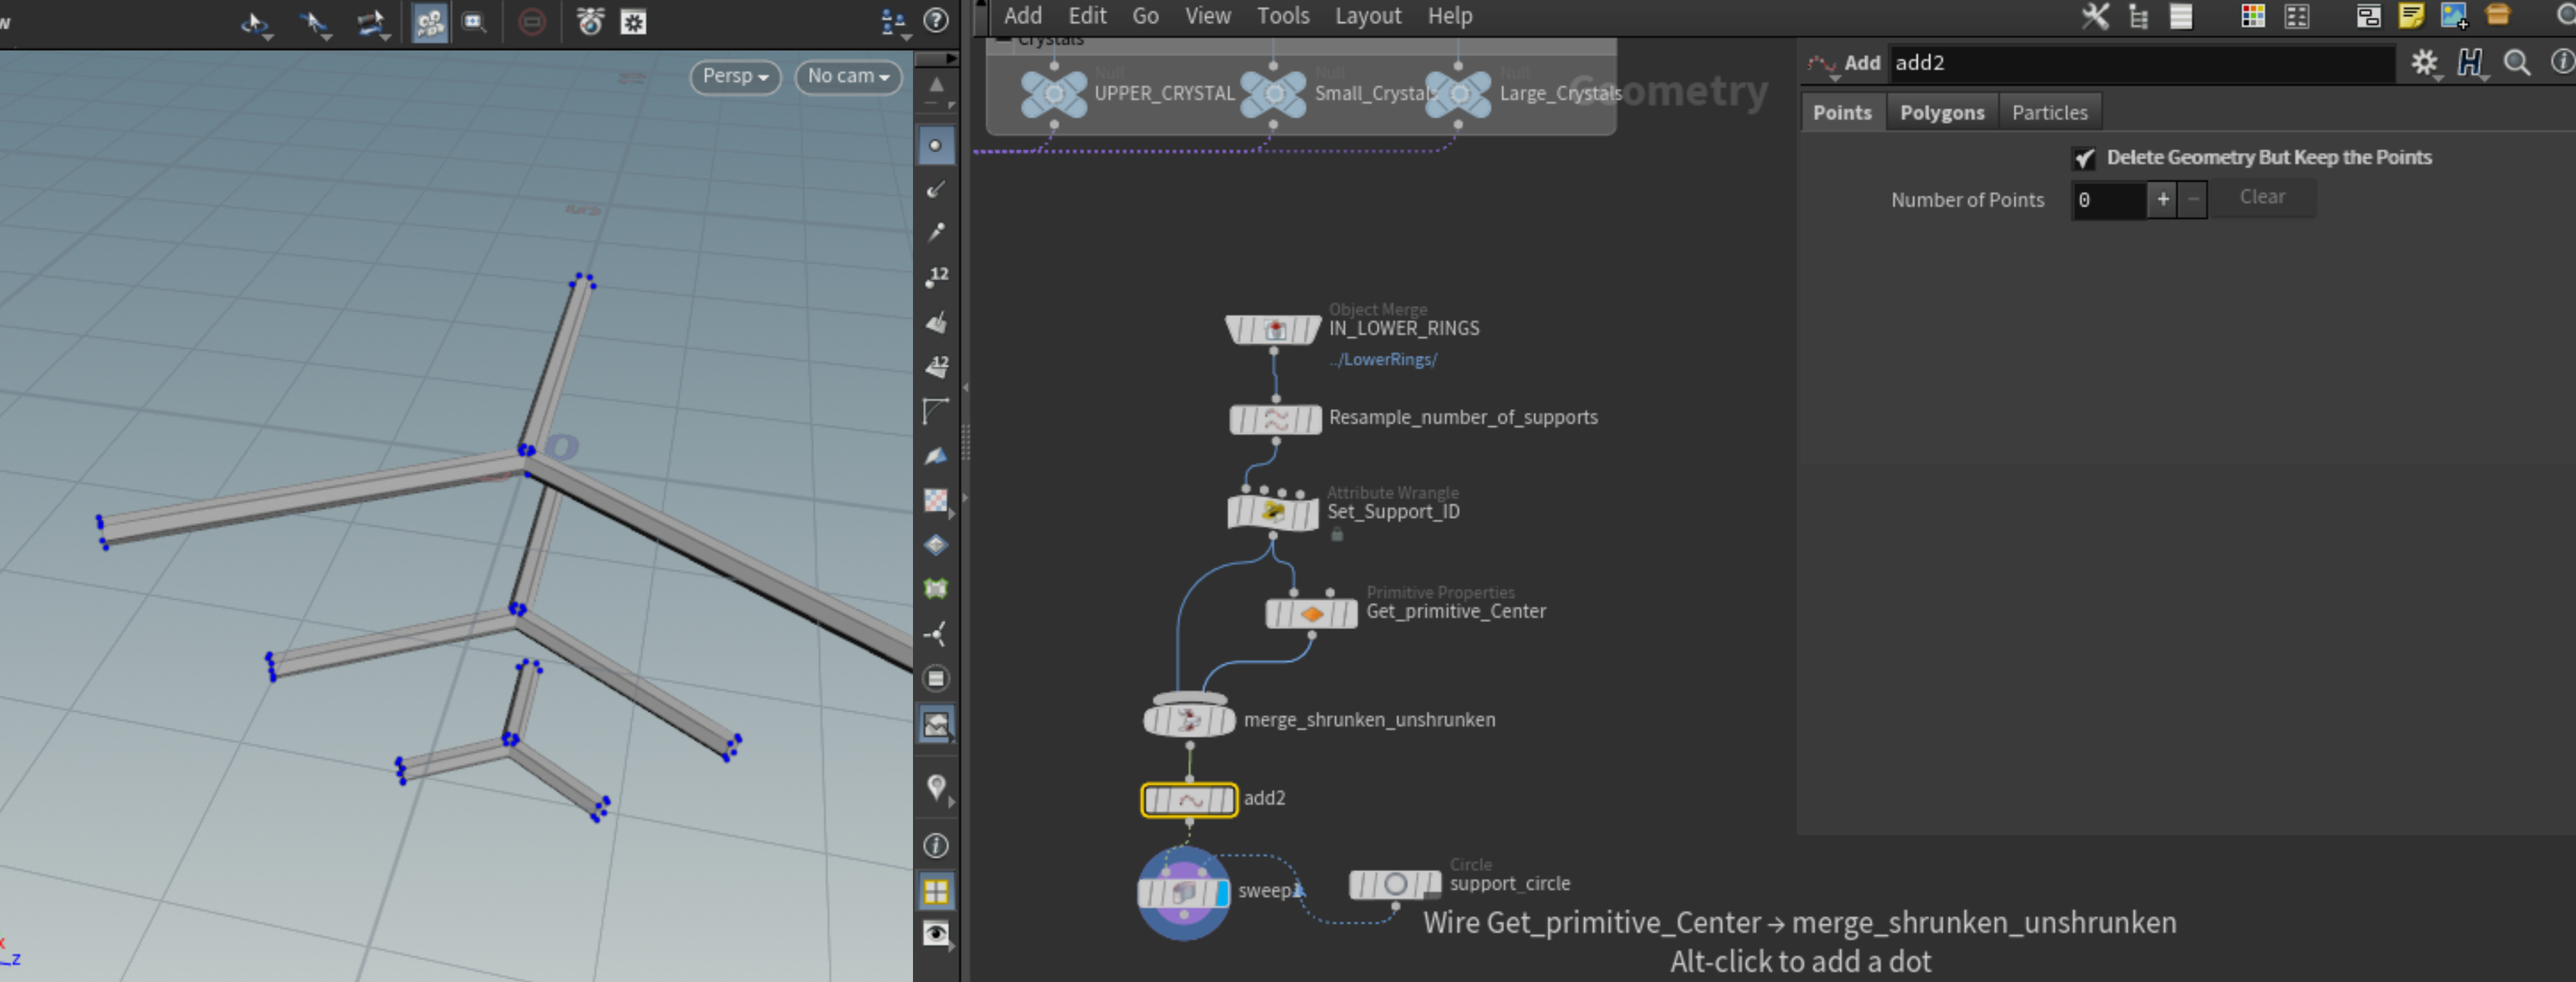 Add Edit Go View Tools Layout Help
Persp No cam
Crystals
Geometry
Null
UPPER_CRYSTAL
Null
Small_Crystals
Null
Large_Crystals
Add add2
Points Polygons Particles
Delete Geometry But Keep the Points
Number of Points 0 + − Clear
12
12
Object Merge
IN_LOWER_RINGS
../LowerRings/
Resample_number_of_supports
Attribute Wrangle
Set_Support_ID
Primitive Properties
Get_primitive_Center
merge_shrunken_unshrunken
add2
sweep1
Circle
support_circle
Wire Get_primitive_Center → merge_shrunken_unshrunken
Alt-click to add a dot
x
z